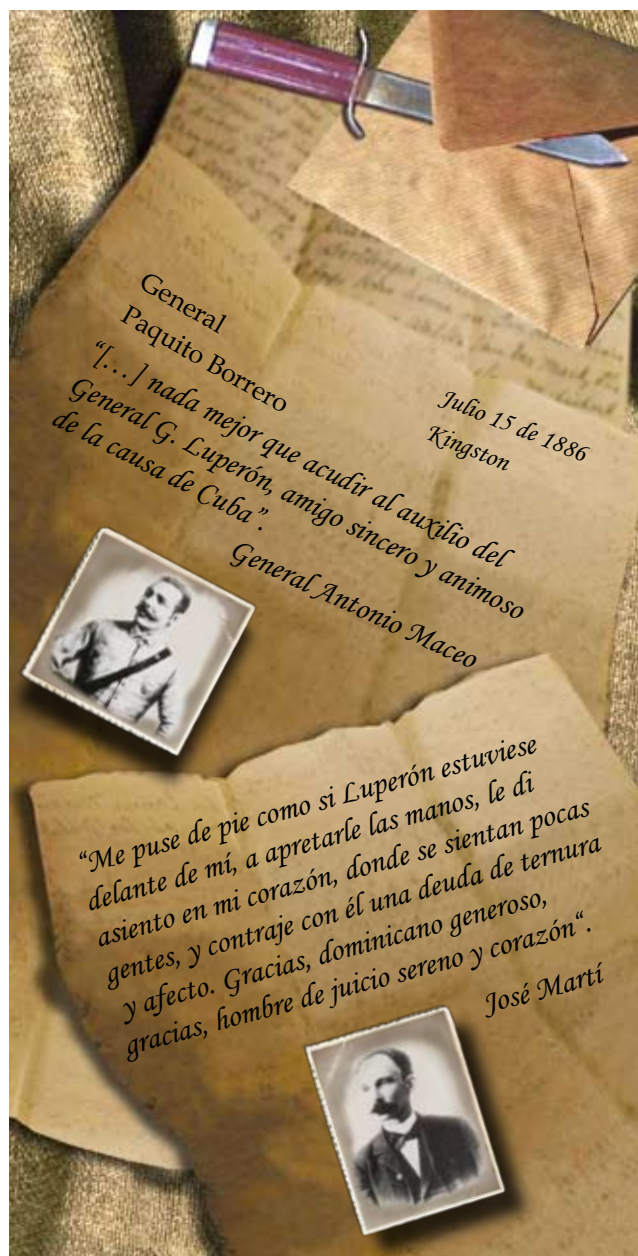 General
Paquito Borrero
Julio 15 de 1886
Kingston
“[…] nada mejor que acudir al auxilio del
General G. Luperón, amigo sincero y animoso
de la causa de Cuba”.
General Antonio Maceo
“Me puse de pie como si Luperón estuviese
delante de mí, a apretarle las manos, le di
asiento en mi corazón, donde se sientan pocas
gentes, y contraje con él una deuda de ternura
y afecto. Gracias, dominicano generoso,
gracias, hombre de juicio sereno y corazón“.
José Martí